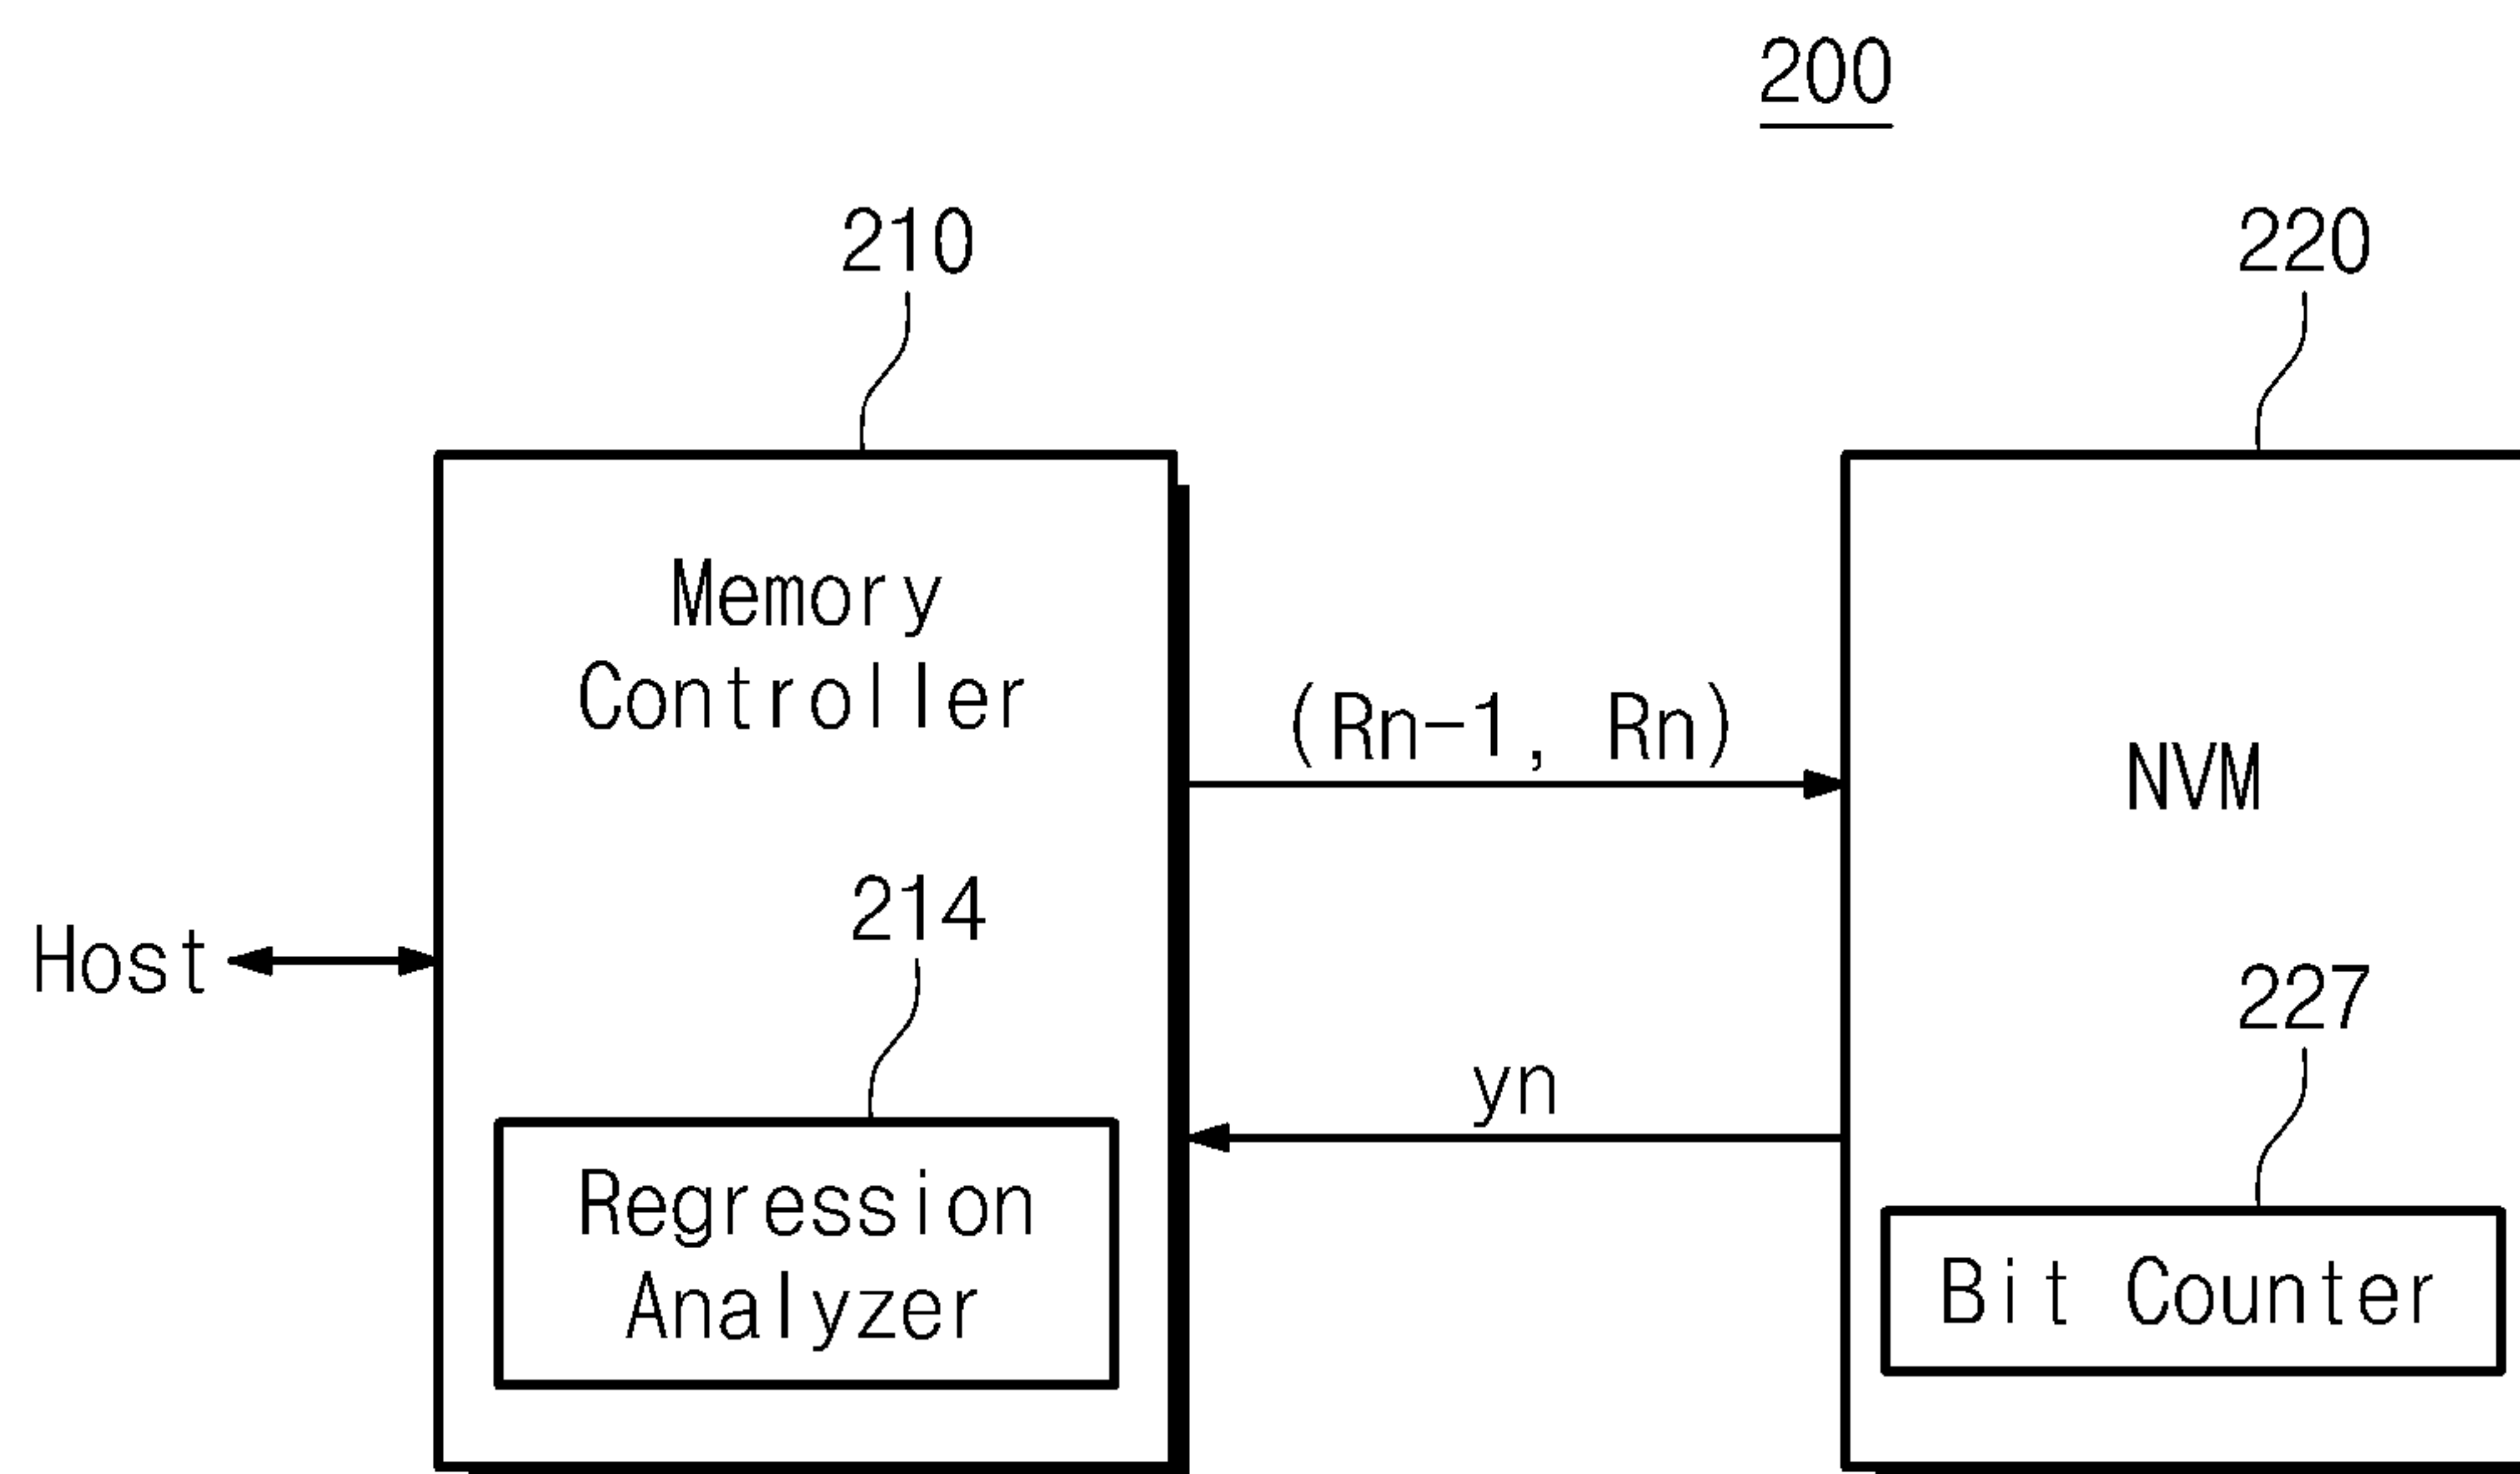 200
210
220
Memory
Controller
(Rn-1, Rn)
NVM
214
Host
227
yn
Regression
Analyzer
Bit Counter